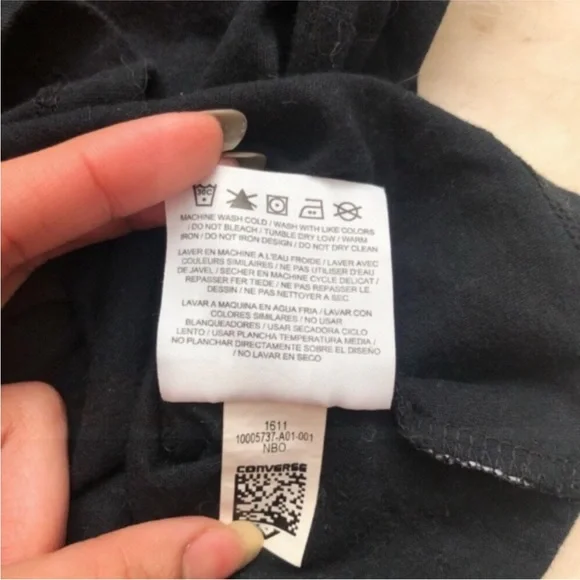 30C
MACHINE WASH COLD / WASH WITH LIKE COLORS
/ DO NOT BLEACH / TUMBLE DRY LOW / WARM
IRON / DO NOT IRON DESIGN / DO NOT DRY CLEAN
LAVER EN MACHINE A L'EAU FROIDE / LAVER AVEC
COULEURS SIMILAIRES / NE PAS UTILISER D'EAU
DE JAVEL / SECHER EN MACHINE CYCLE DELICAT /
REPASSER FER TIEDE / NE PAS REPASSER LE
DESSIN / NE PAS NETTOYER A SEC
LAVAR A MAQUINA EN AGUA FRIA / LAVAR CON
COLORES SIMILARES / NO USAR
BLANQUEADORES / USAR SECADORA CICLO
LENTO / USAR PLANCHA TEMPERATURA MEDIA /
NO PLANCHAR DIRECTAMENTE SOBRE EL DISEÑO
/ NO LAVAR EN SECO
1611
10005737-A01-001
NBO
CONVERSE